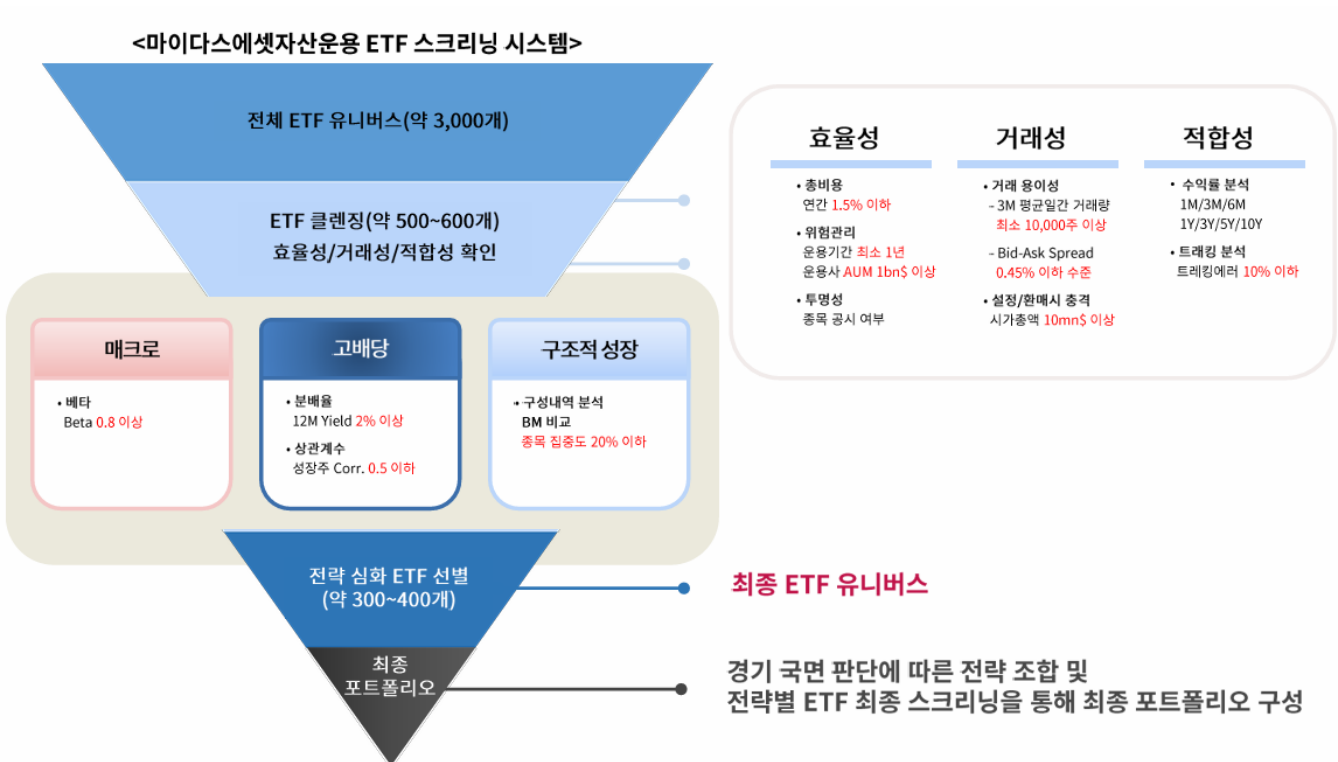 <마이다스에셋자산운용 ETF 스크리닝 시스템>
전체 ETF 유니버스(약 3,000개)
ETF 클렌징(약 500~600개)
효율성/거래성/적합성 확인
효율성
• 총비용
연간 1.5% 이하
• 위험관리
운용기간 최소 1년
운용사 AUM 1bn$ 이상
• 투명성
종목 공시 여부
거래성
• 거래 용이성
- 3M 평균일간 거래량
최소 10,000주 이상
- Bid-Ask Spread
0.45% 이하 수준
• 설정/환매시 충격
시가총액 10mn$ 이상
적합성
• 수익률 분석
1M/3M/6M
1Y/3Y/5Y/10Y
• 트래킹 분석
트레킹에러 10% 이하
매크로
• 베타
Beta 0.8 이상
고배당
• 분배율
12M Yield 2% 이상
• 상관계수
성장주 Corr. 0.5 이하
구조적 성장
• 구성내역 분석
BM 비교
종목 집중도 20% 이하
전략 심화 ETF 선별
(약 300~400개)
최종 ETF 유니버스
최종
포트폴리오
경기 국면 판단에 따른 전략 조합 및
전략별 ETF 최종 스크리닝을 통해 최종 포트폴리오 구성